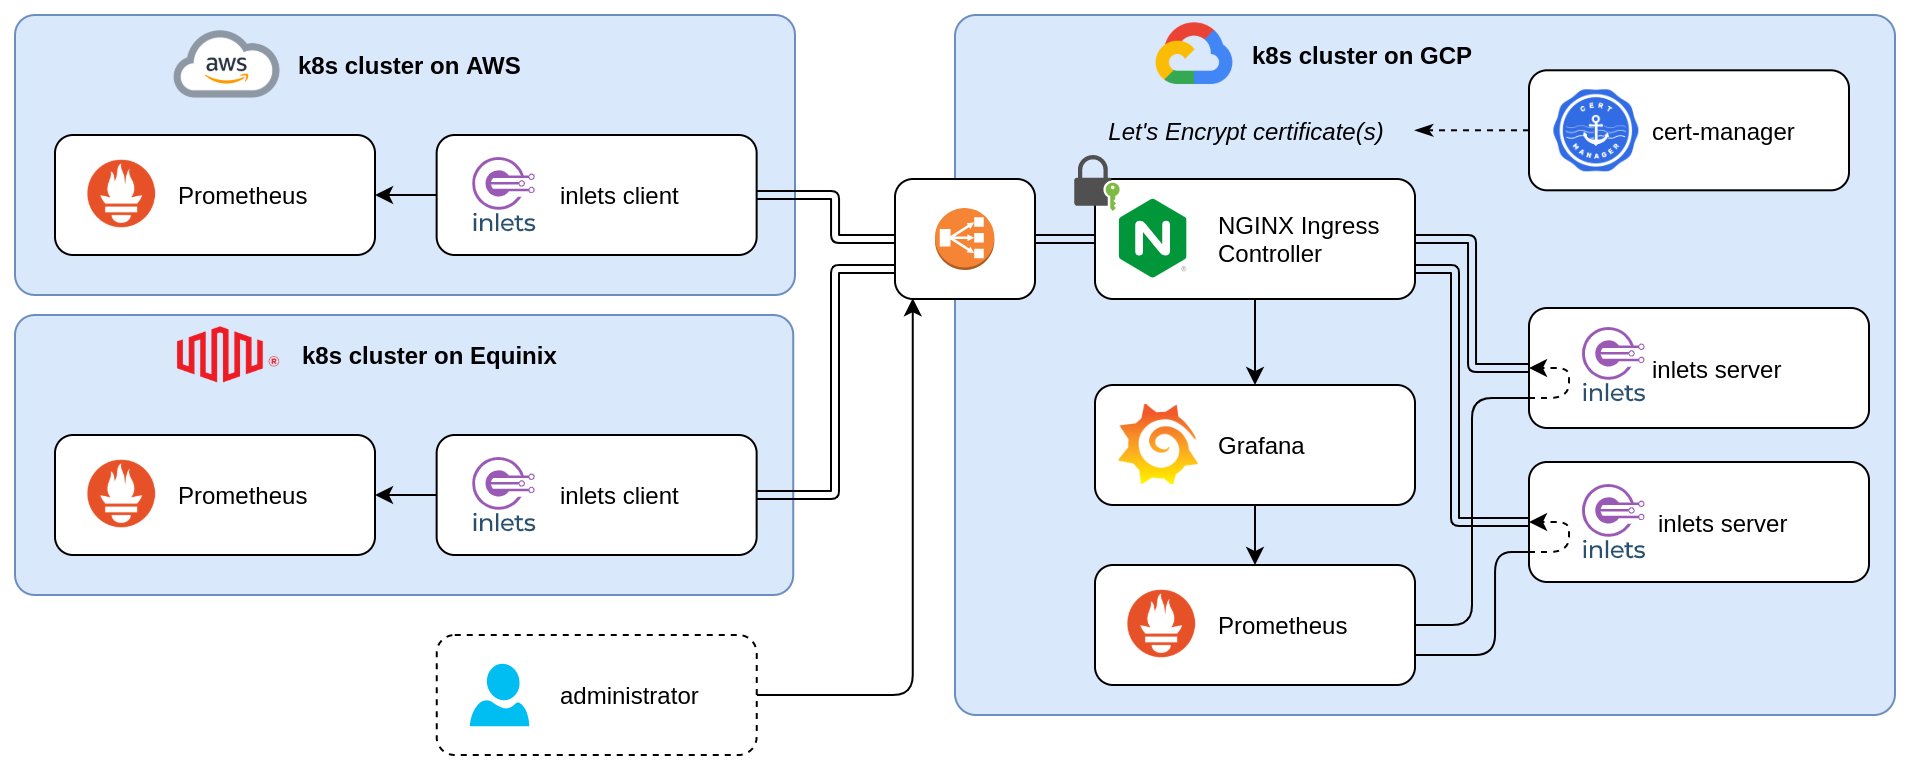 aws
k8s cluster on AWS
Prometheus
inlets
inlets client
®
k8s cluster on Equinix
Prometheus
inlets
inlets client
administrator
k8s cluster on GCP
Let's Encrypt certificate(s)
CERT
MANAGER
cert-manager
N
®
NGINX Ingress
Controller
Grafana
Prometheus
inlets
inlets server
inlets
inlets server